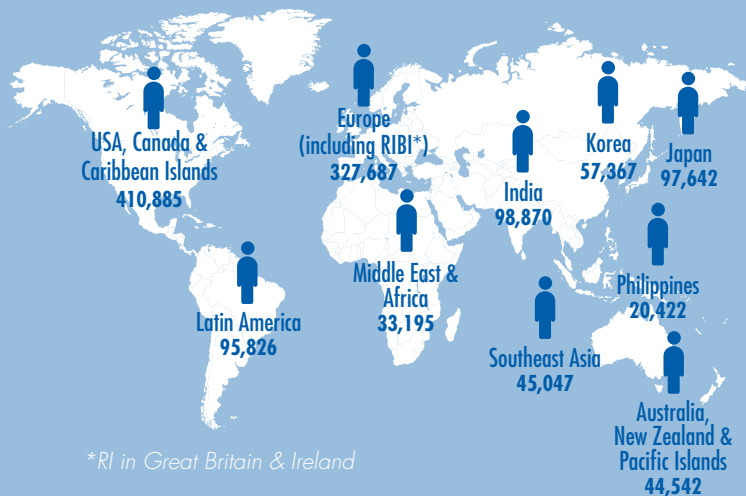 USA, Canada &
Caribbean Islands
410,885
Europe
(including RIBI*)
327,687
Korea
57,367
Japan
97,642
India
98,870
Middle East &
Africa
33,195
Latin America
95,826
Philippines
20,422
Southeast Asia
45,047
Australia,
New Zealand &
Pacific Islands
44,542
*RI in Great Britain & Ireland